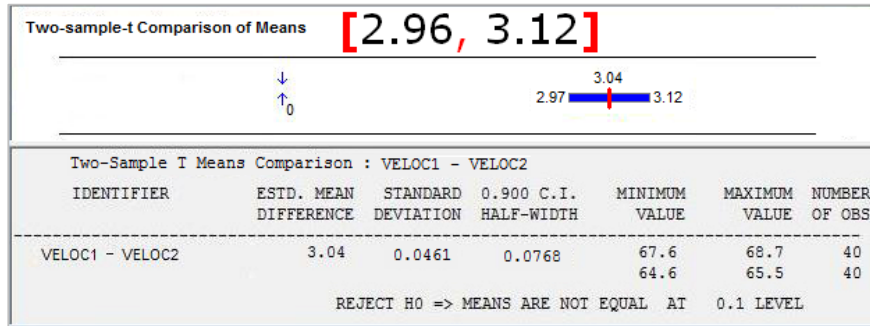 Two-sample-t Comparison of Means [2.96, 3.12]
3.04
0 2.97 3.12
Two-Sample T Means Comparison : VELOC1 - VELOC2
IDENTIFIER ESTD. MEAN STANDARD 0.900 C.I. MINIMUM MAXIMUM NUMBER
DIFFERENCE DEVIATION HALF-WIDTH VALUE VALUE OF OBS
VELOC1 - VELOC2 3.04 0.0461 0.0768 67.6 68.7 40
64.6 65.5 40
REJECT H0 => MEANS ARE NOT EQUAL AT 0.1 LEVEL